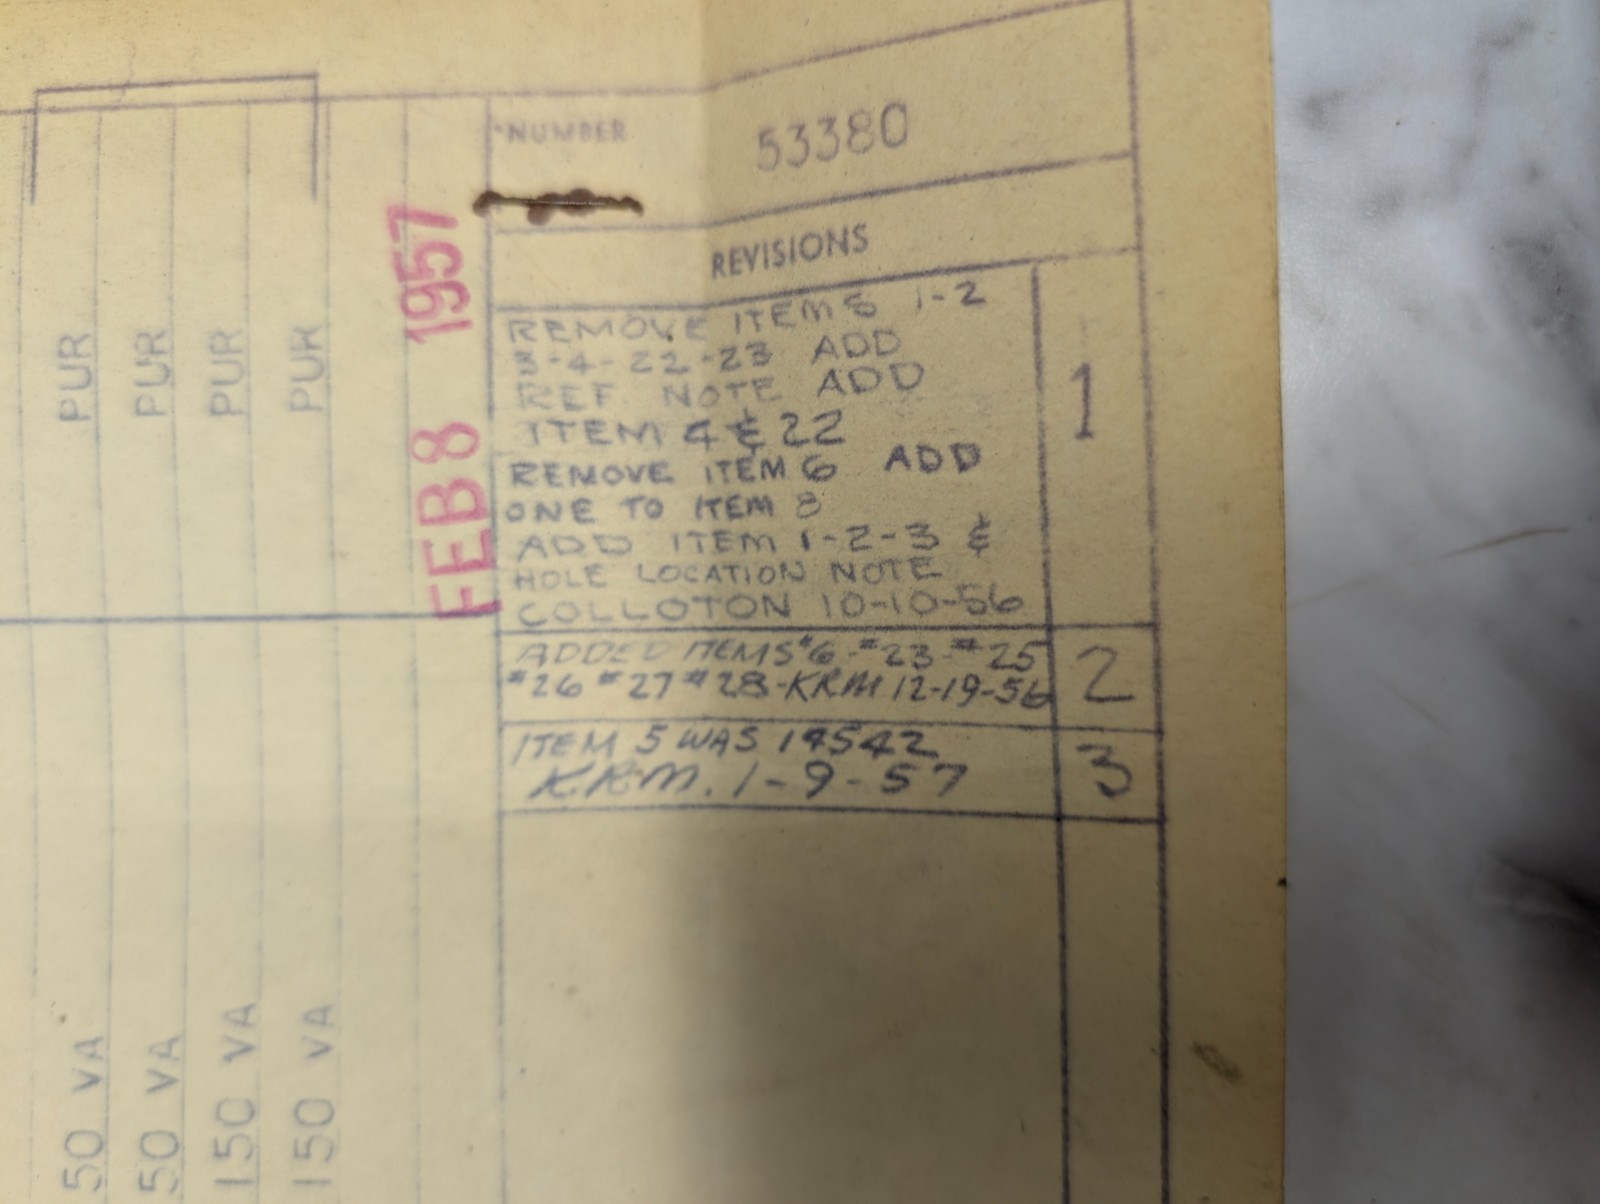 NUMBER
53380
REVISIONS
REMOVE ITEMS 1-2
3-4-22-23 ADD
REF. NOTE ADD
ITEM 4 & 22
REMOVE ITEM 6 ADD
ONE TO ITEM 8
ADD ITEM 1-2-3 &
HOLE LOCATION NOTE
COLLOTON 10-10-56
1
ADDED ITEMS #6-#23-#25
#26 #27 #28-KRM 12-19-56
2
ITEM 5 WAS 14542
K.R.M. 1-9-57
3
FEB 8 1957
PUR
PUR
PUR
PUR
50 VA
50 VA
150 VA
150 VA